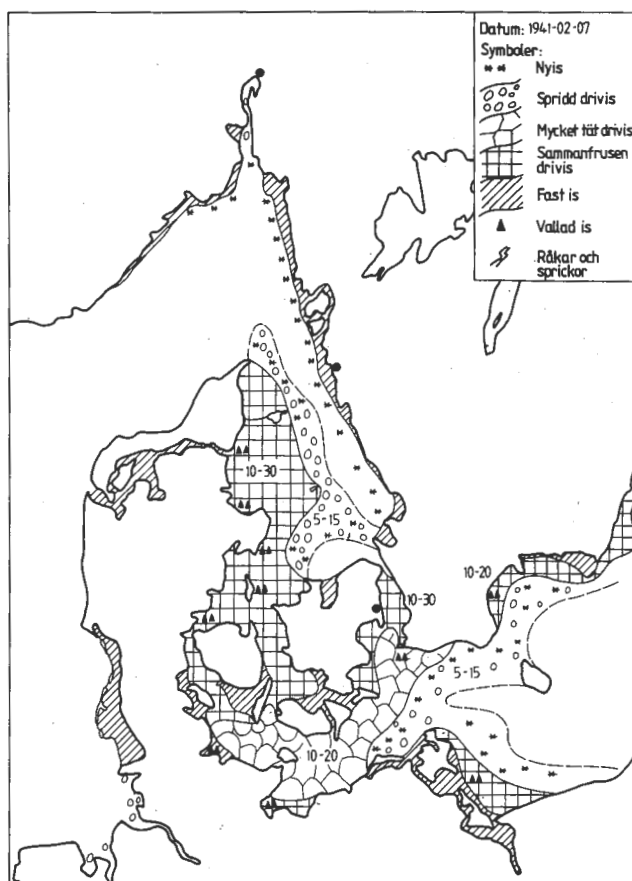 Datum: 1941-02-07
Symboler:
Nyis
Spridd drivis
Mycket tät drivis
Sammanfrusen
drivis
Fast is
Vallad is
Råkar och
sprickor
10-30
5-15
10-20
10-30
5-15
10-20